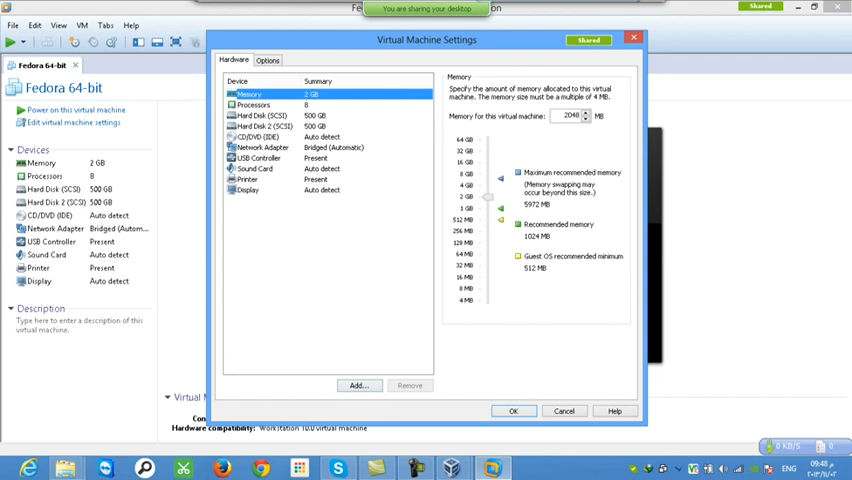 You are sharing your desktop
Fe
on
Shared
File Edit View VM Tabs Help
Fedora 64-bit
Fedora 64-bit
Power on this virtual machine
Edit virtual machine settings
Devices
Memory 2 GB
Processors 8
Hard Disk (SCSI) 500 GB
Hard Disk 2 (SCSI) 500 GB
CD/DVD (IDE) Auto detect
Network Adapter Bridged (Autom...
USB Controller Present
Sound Card Auto detect
Printer Present
Display Auto detect
Description
Type here to enter a description of this
virtual machine.
Virtual Machine Settings
Shared
Hardware Options
Device Summary
Memory 2 GB
Processors 8
Hard Disk (SCSI) 500 GB
Hard Disk 2 (SCSI) 500 GB
CD/DVD (IDE) Auto detect
Network Adapter Bridged (Automatic)
USB Controller Present
Sound Card Auto detect
Printer Present
Display Auto detect
Add... Remove
Memory
Specify the amount of memory allocated to this virtual
machine. The memory size must be a multiple of 4 MB.
Memory for this virtual machine: 2048 MB
64 GB
32 GB
16 GB
8 GB
4 GB
2 GB
1 GB
512 MB
256 MB
128 MB
64 MB
32 MB
16 MB
8 MB
4 MB
Maximum recommended memory
(Memory swapping may
occur beyond this size.)
5972 MB
Recommended memory
1024 MB
Guest OS recommended minimum
512 MB
OK Cancel Help
Virtual M
Con
Hardware compatibility: Workstation 10.0 virtual machine
0 KB/S 0
ENG
09:48 م